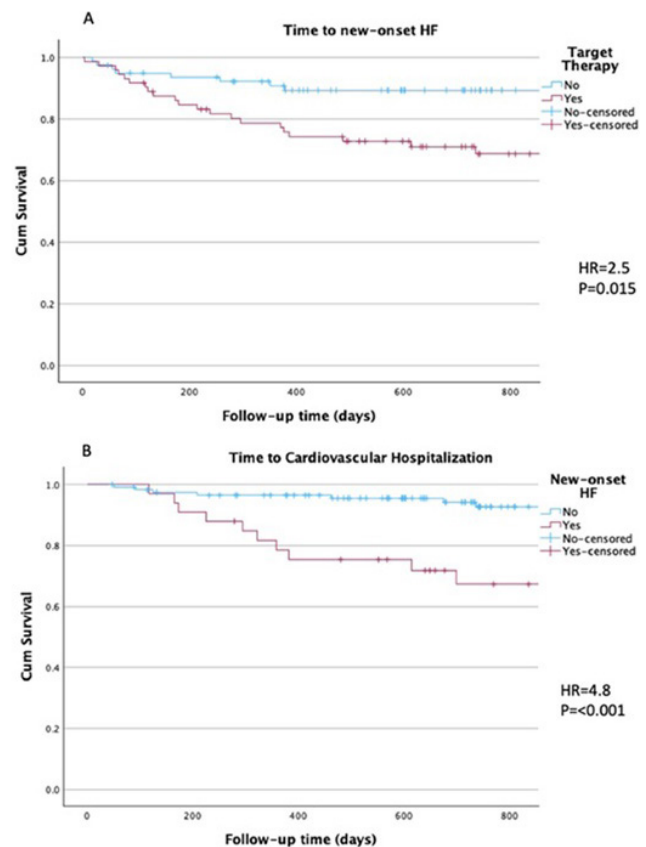 A
Time to new-onset HF
Target
Therapy
No
Yes
No-censored
Yes-censored
1.0
0.8
0.6
0.4
0.2
0.0
Cum Survival
HR=2.5
P=0.015
0 200 400 600 800
Follow-up time (days)
B
Time to Cardiovascular Hospitalization
New-onset
HF
No
Yes
No-censored
Yes-censored
1.0
0.8
0.6
0.4
0.2
0.0
Cum Survival
HR=4.8
P=<0.001
0 200 400 600 800
Follow-up time (days)